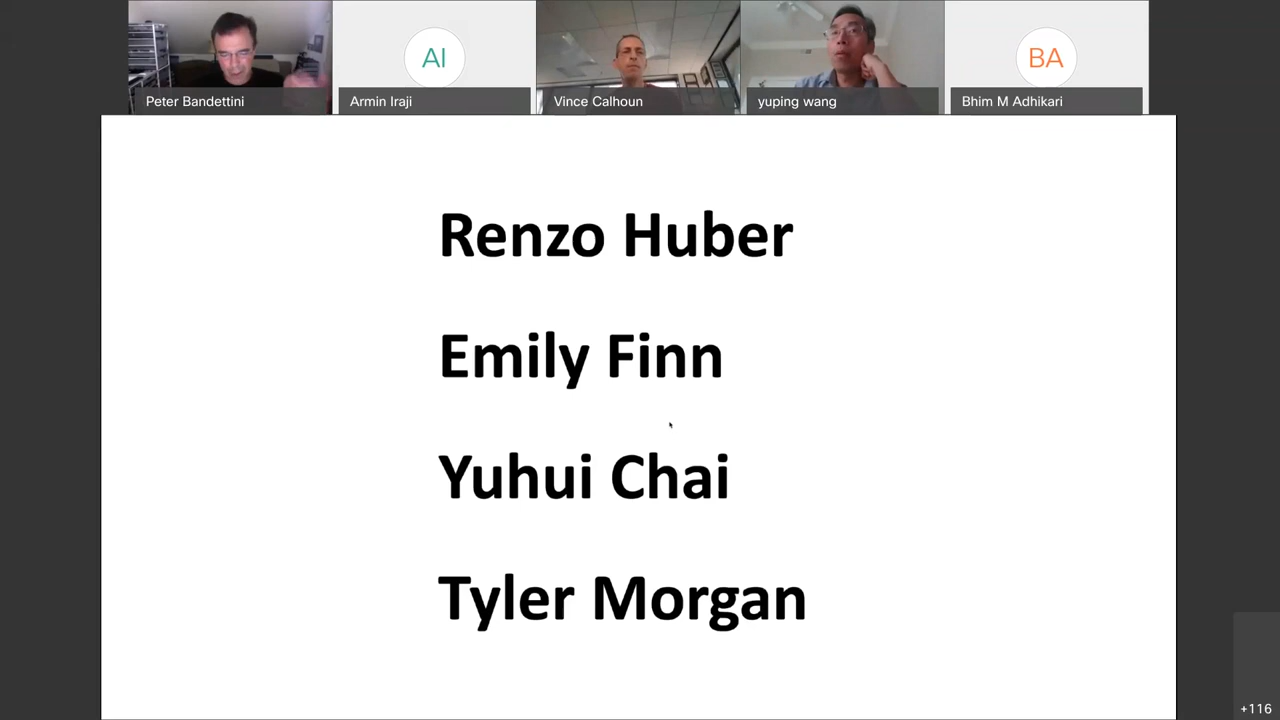 AI
BA
Peter Bandettini
Armin Iraji
Vince Calhoun
yuping wang
Bhim M Adhikari
Renzo Huber
Emily Finn
Yuhui Chai
Tyler Morgan
+116